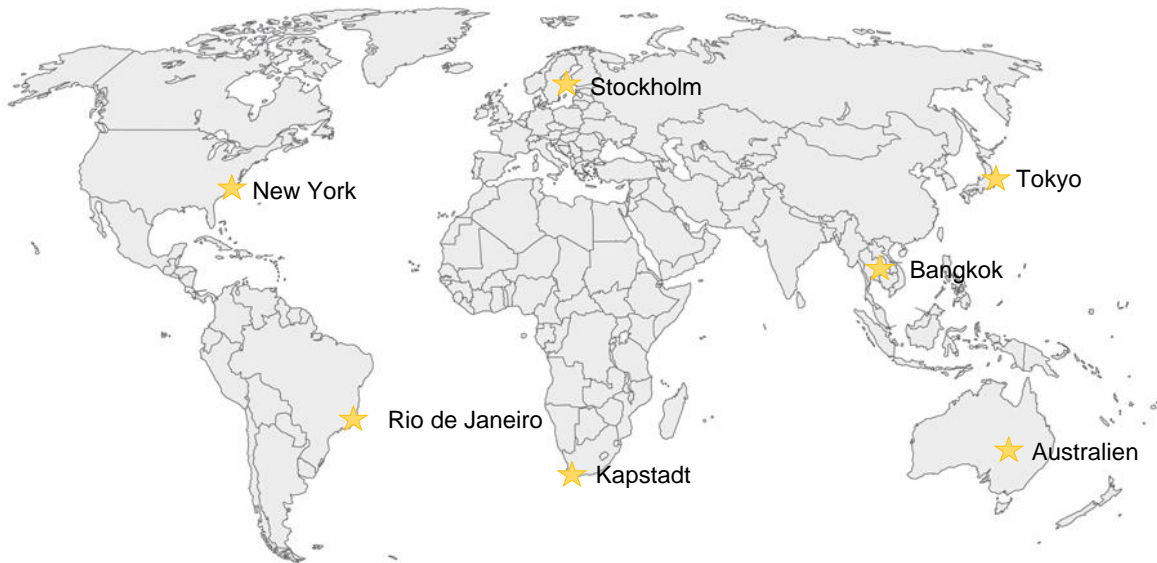 Stockholm
New York
Tokyo
Bangkok
Rio de Janeiro
Australien
Kapstadt